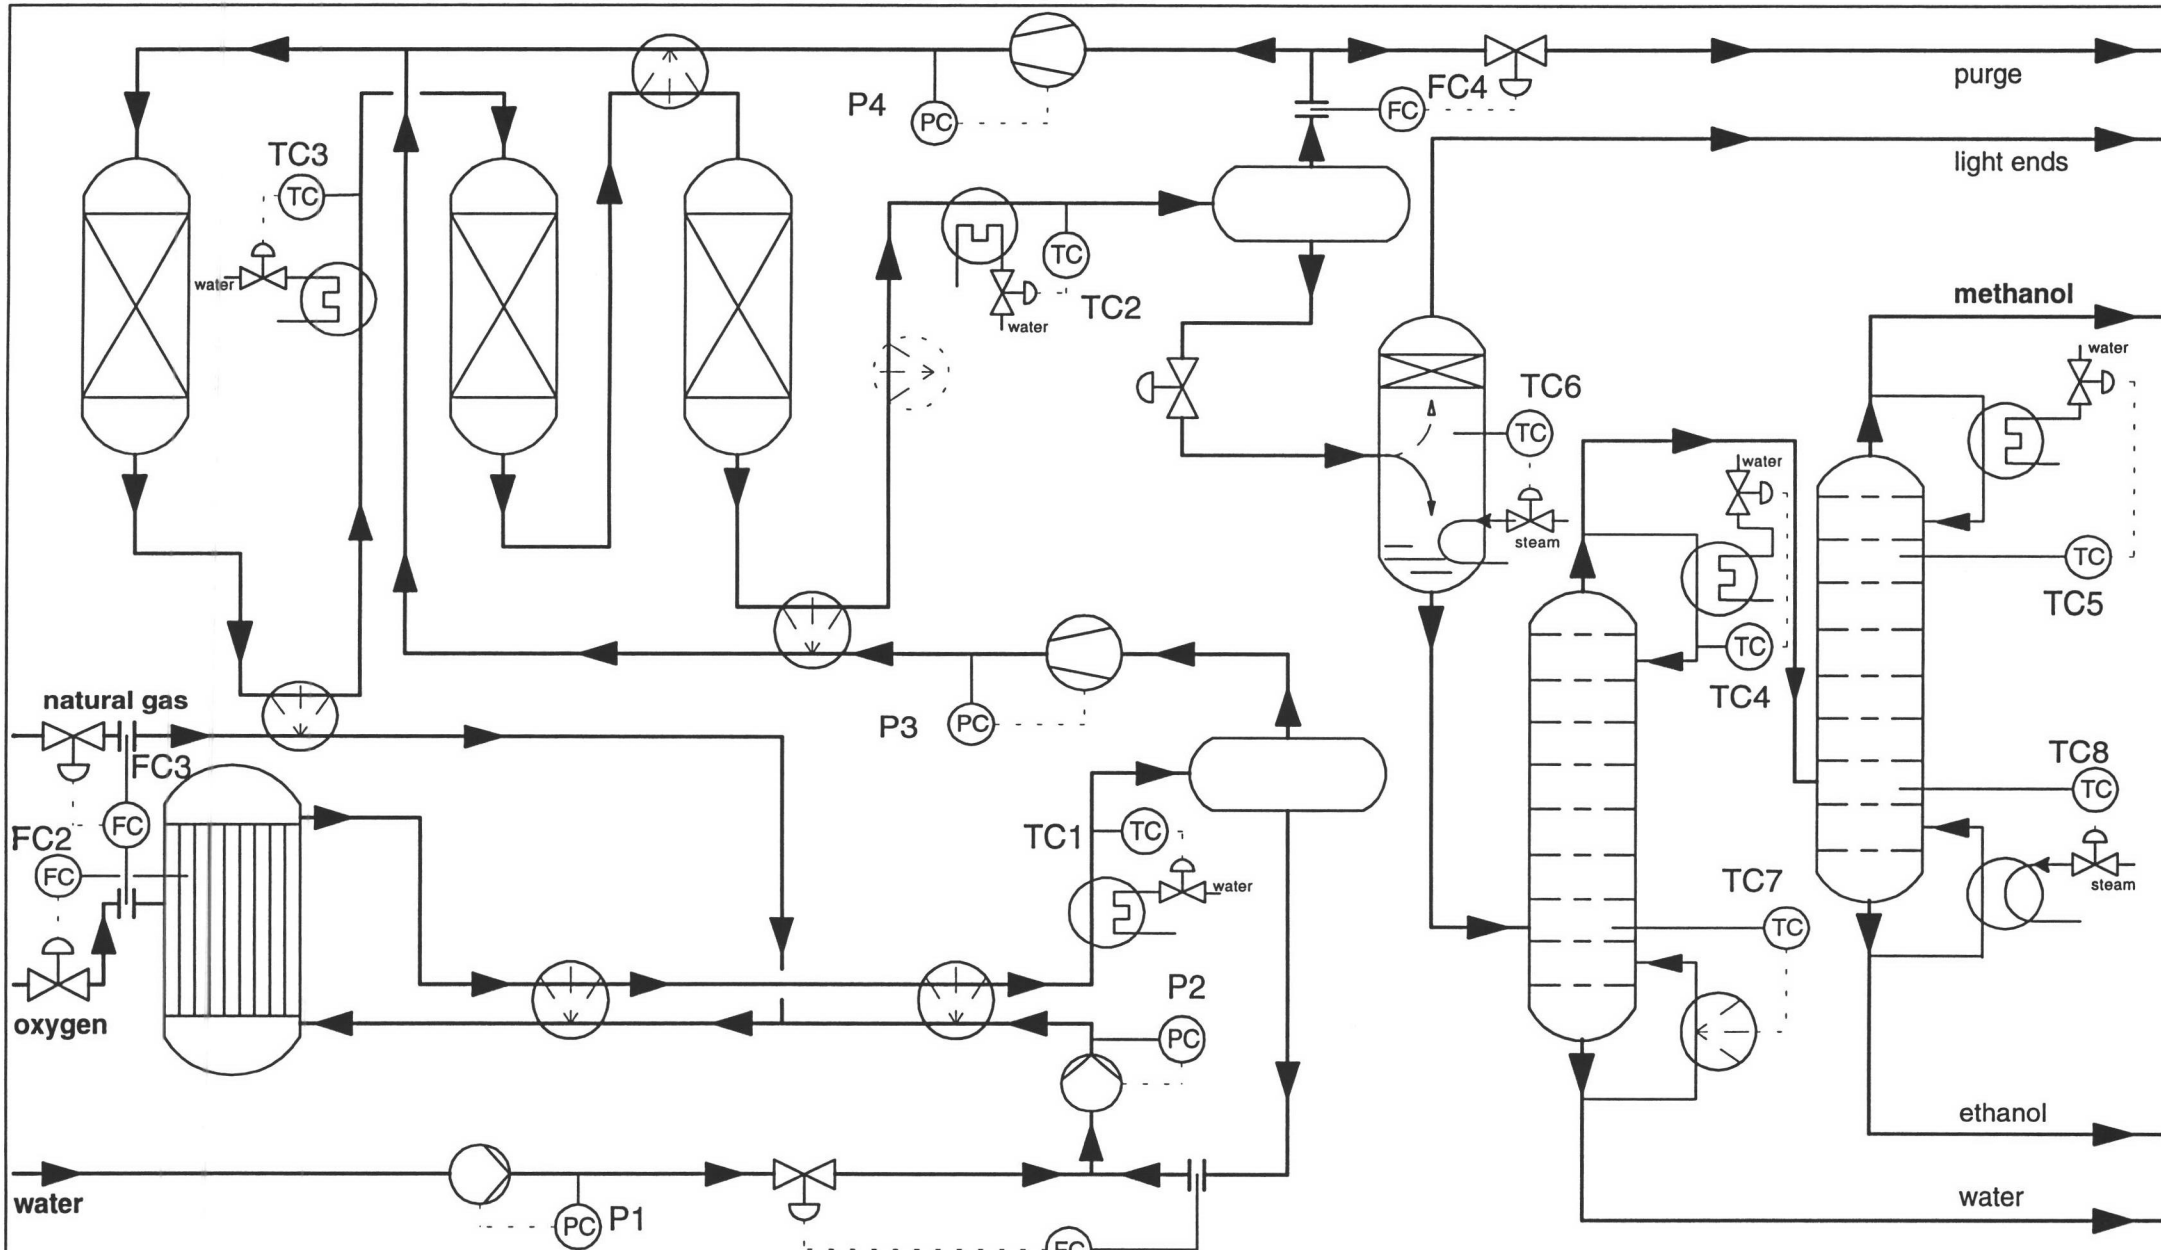 purge
FC4
FC
P4
PC
light ends
TC3
TC
water
TC
TC2
water
methanol
water
TC6
TC
steam
water
TC
TC5
TC
TC4
natural gas
P3
PC
FC3
TC8
TC
FC
FC2
FC
TC1
TC
water
TC7
TC
steam
oxygen
P2
PC
ethanol
water
water
PC
P1
FC